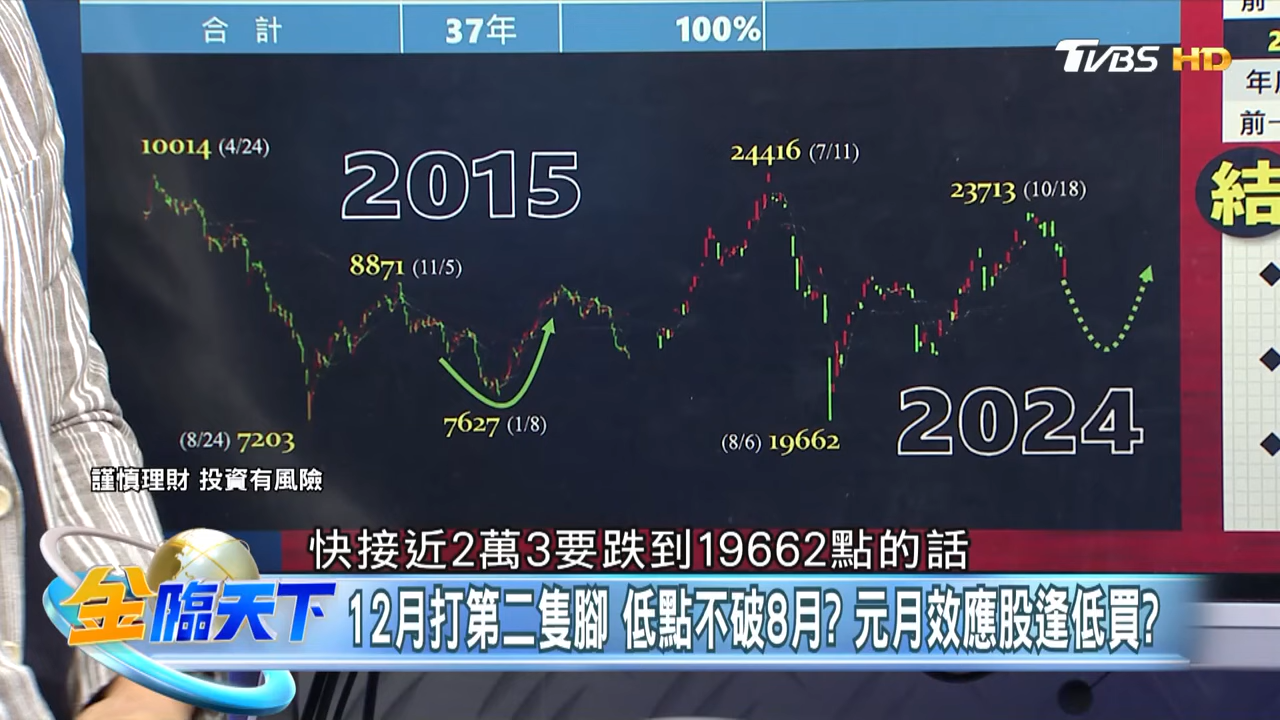 合 計 37年 100%
TVBS HD
前
2
年
前一
10014 (4/24)
2015
24416 (7/11)
23713 (10/18)
結
8871 (11/5)
7627 (1/8)
2024
(8/24) 7203
(8/6) 19662
謹慎理財 投資有風險
快接近2萬3要跌到19662點的話
金臨天下
12月打第二隻腳 低點不破8月? 元月效應股逢低買?